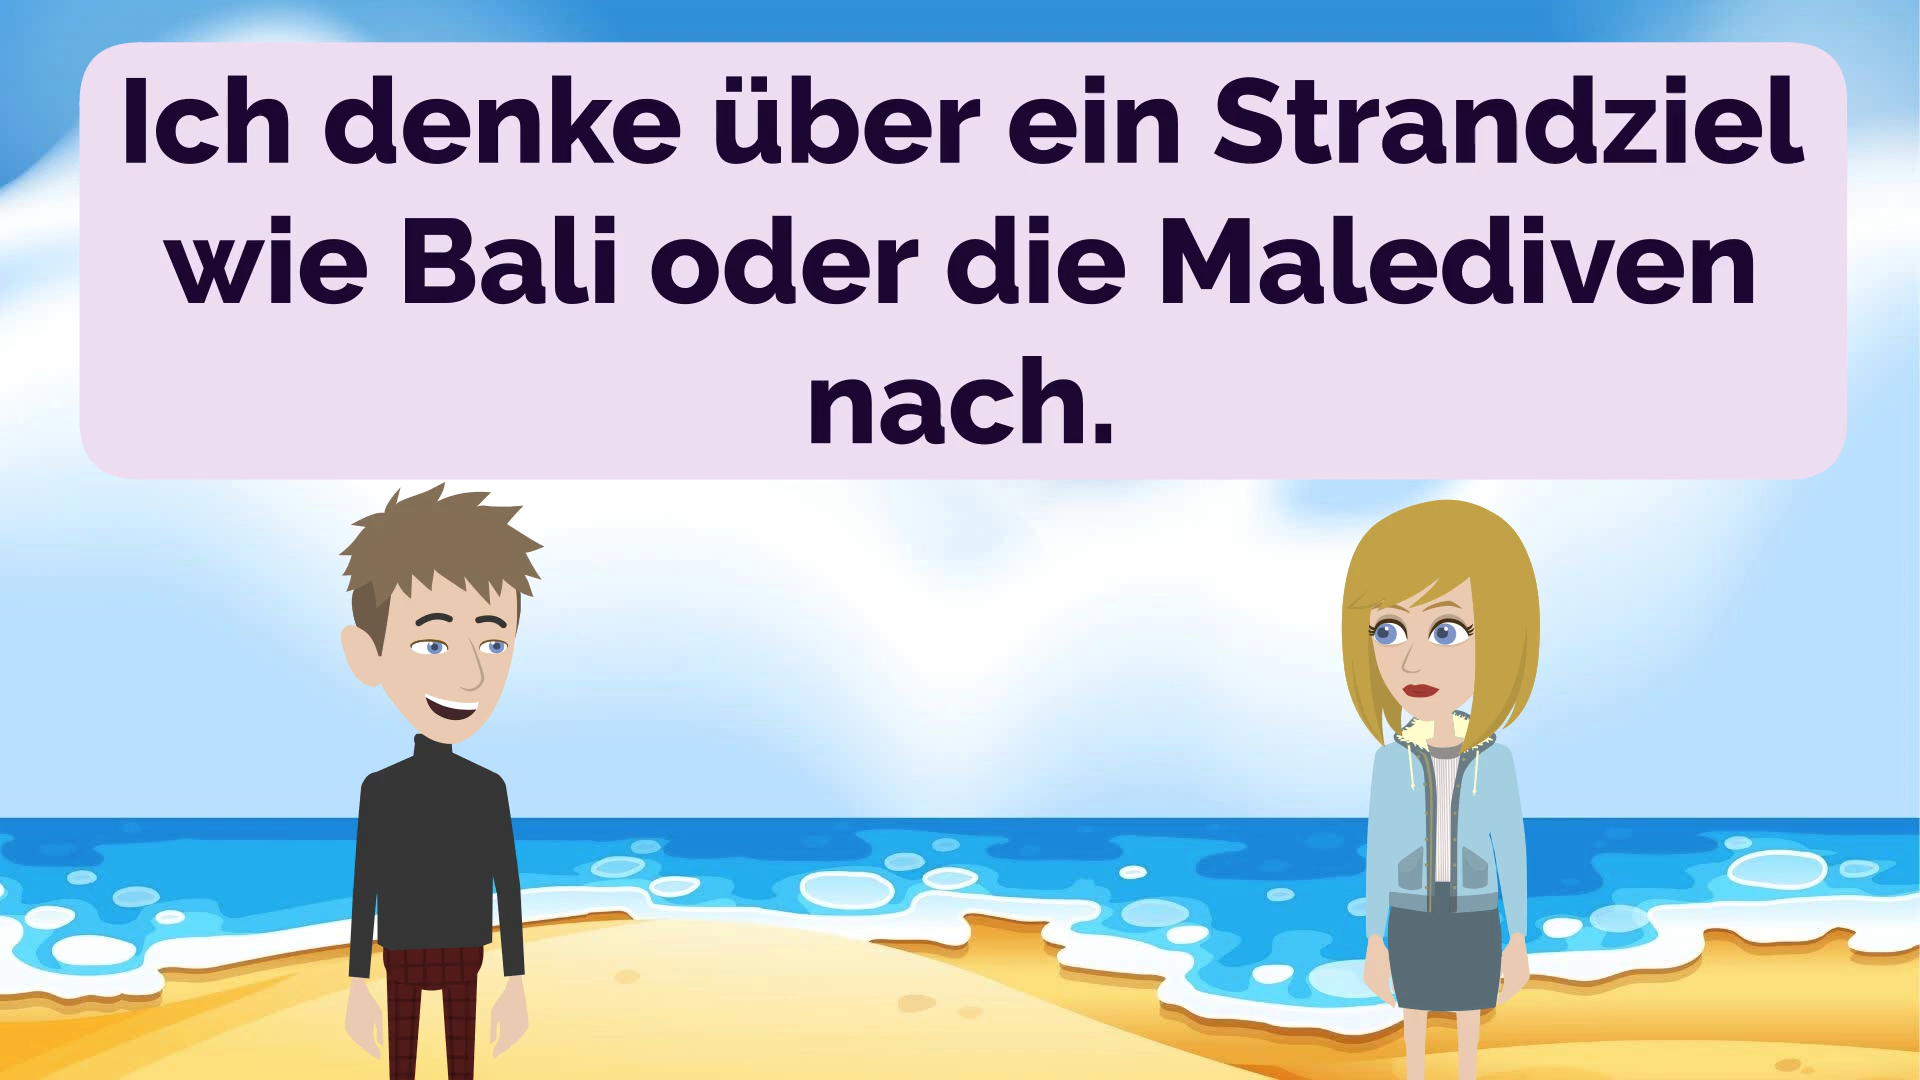 Ich denke über ein Strandziel
wie Bali oder die Malediven
nach.